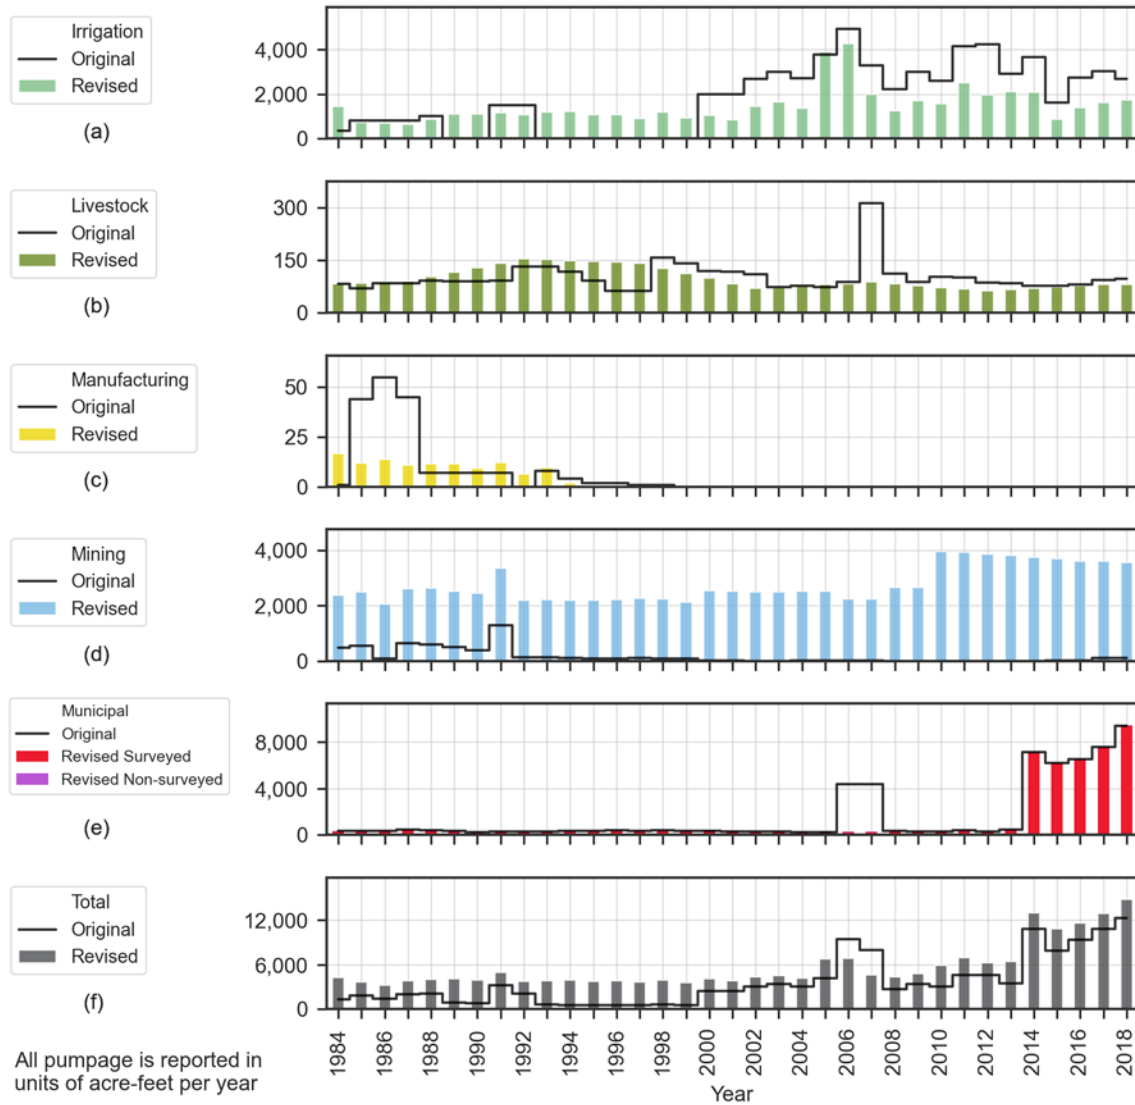 Irrigation
Original
Revised
(a)
4,000
2,000
0
Livestock
Original
Revised
(b)
300
150
0
Manufacturing
Original
Revised
(c)
50
25
0
Mining
Original
Revised
(d)
4,000
2,000
0
Municipal
Original
Revised Surveyed
Revised Non-surveyed
(e)
8,000
4,000
0
Total
Original
Revised
(f)
12,000
6,000
0
1984 1986 1988 1990 1992 1994 1996 1998 2000 2002 2004 2006 2008 2010 2012 2014 2016 2018
Year
All pumpage is reported in
units of acre-feet per year